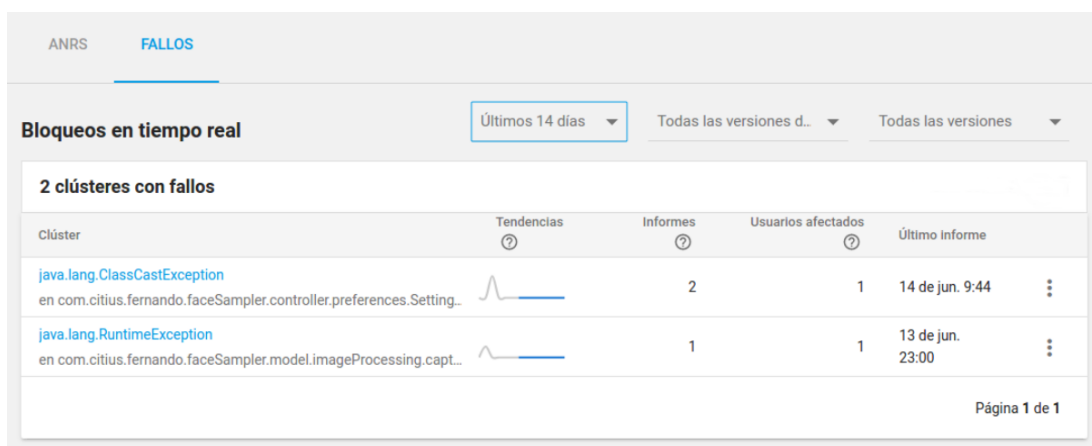 ANRS FALLOS
Bloqueos en tiempo real Últimos 14 días Todas las versiones d... Todas las versiones
2 clústeres con fallos
Clúster Tendencias ? Informes ? Usuarios afectados ? Último informe
java.lang.ClassCastException
en com.citius.fernando.faceSampler.controller.preferences.Setting... 2 1 14 de jun. 9:44
java.lang.RuntimeException
en com.citius.fernando.faceSampler.model.imageProcessing.capt... 1 1 13 de jun.
23:00
Página 1 de 1